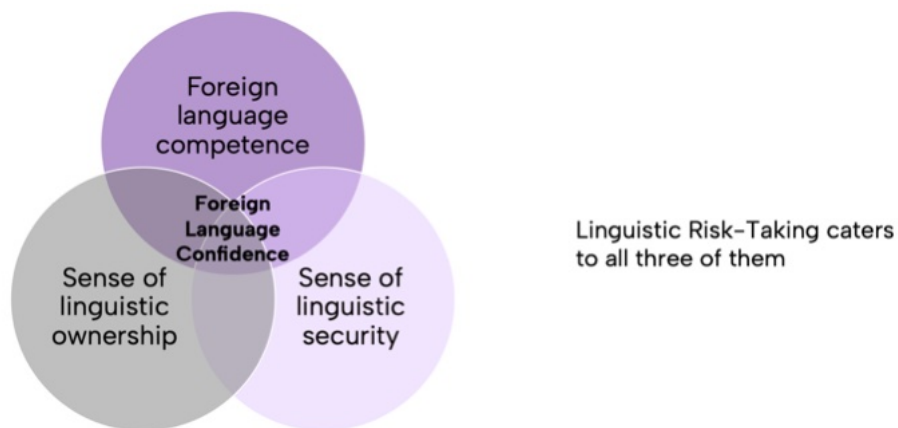 Foreign
language
competence
Foreign
Language
Confidence
Sense of
linguistic
ownership
Sense of
linguistic
security
Linguistic Risk-Taking caters
to all three of them